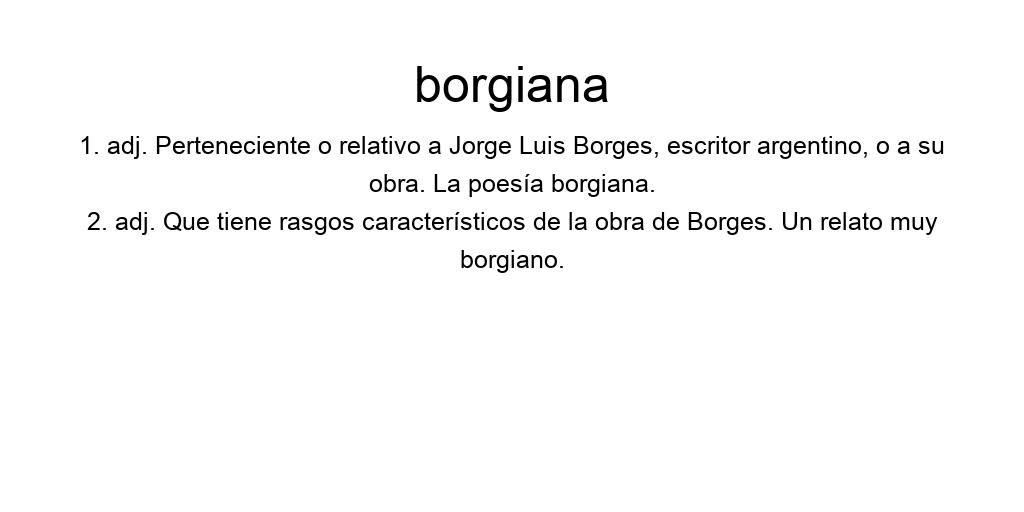 borgiana
1. adj. Perteneciente o relativo a Jorge Luis Borges, escritor argentino, o a su
obra. La poesía borgiana.
2. adj. Que tiene rasgos característicos de la obra de Borges. Un relato muy
borgiano.